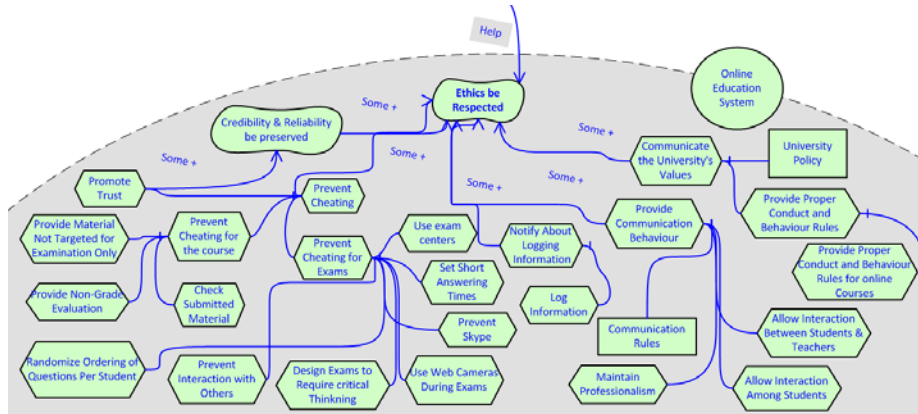 Help
Online
Education
System
Ethics be
Respected
Some +
Credibility & Reliability
be preserved
Some +
Some +
Some +
Some +
Some +
Communicate
the University's
Values
University
Policy
Promote
Trust
Prevent
Cheating
Provide Proper
Conduct and
Behaviour Rules
Provide Material
Not Targeted for
Examination Only
Prevent
Cheating for
the course
Prevent
Cheating for
Exams
Use exam
centers
Notify About
Logging
Information
Provide
Communication
Behaviour
Provide Proper
Conduct and Behaviour
Rules for online
Courses
Provide Non-Grade
Evaluation
Check
Submitted
Material
Set Short
Answering
Times
Log
Information
Prevent
Skype
Communication
Rules
Allow Interaction
Between Students &
Teachers
Randomize Ordering of
Questions Per Student
Prevent
Interaction with
Others
Design Exams to
Require critical
Thinkning
Use Web Cameras
During Exams
Maintain
Professionalism
Allow Interaction
Among Students